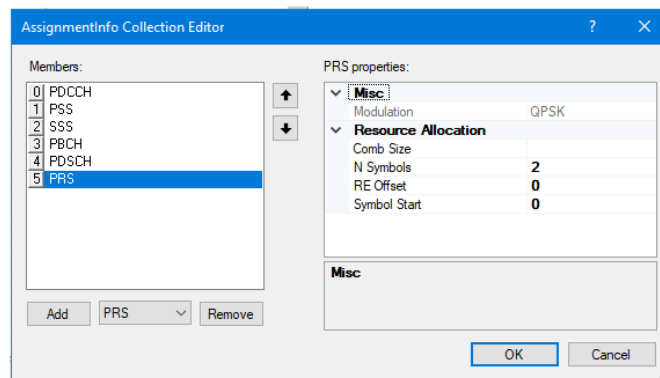 AssignmentInfo Collection Editor ? ✕
Members:
0 PDCCH
1 PSS
2 SSS
3 PBCH
4 PDSCH
5 PRS
Add PRS Remove
PRS properties:
Misc
Modulation QPSK
Resource Allocation
Comb Size
N Symbols 2
RE Offset 0
Symbol Start 0
Misc
OK Cancel